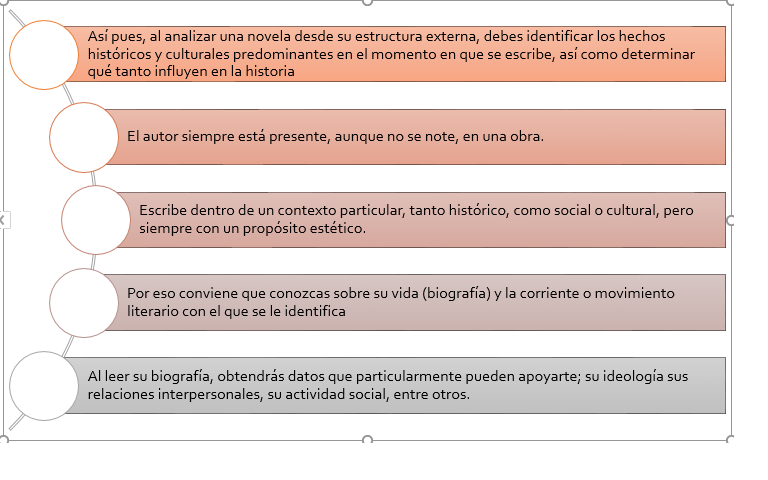 Así pues, al analizar una novela desde su estructura externa, debes identificar los hechos
históricos y culturales predominantes en el momento en que se escribe, así como determinar
qué tanto influyen en la historia
El autor siempre está presente, aunque no se note, en una obra.
Escribe dentro de un contexto particular, tanto histórico, como social o cultural, pero
siempre con un propósito estético.
Por eso conviene que conozcas sobre su vida (biografía) y la corriente o movimiento
literario con el que se le identifica
Al leer su biografía, obtendrás datos que particularmente pueden apoyarte; su ideología sus
relaciones interpersonales, su actividad social, entre otros.